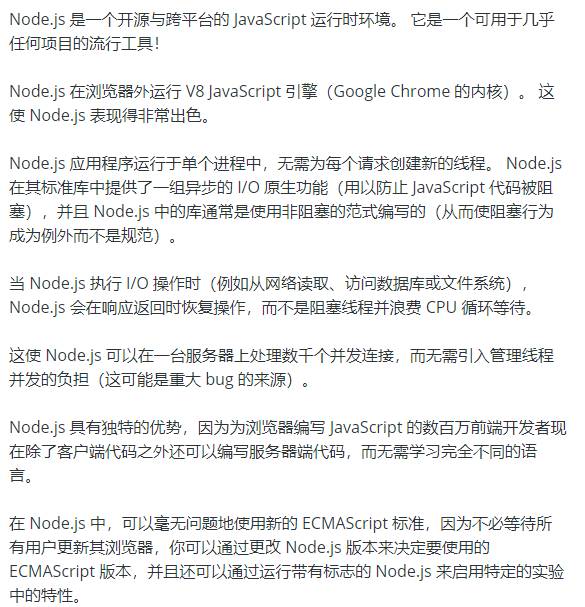 Node.js 是一个开源与跨平台的 JavaScript 运行时环境。 它是一个可用于几乎
任何项目的流行工具！
Node.js 在浏览器外运行 V8 JavaScript 引擎（Google Chrome 的内核）。 这
使 Node.js 表现得非常出色。
Node.js 应用程序运行于单个进程中，无需为每个请求创建新的线程。 Node.js
在其标准库中提供了一组异步的 I/O 原生功能（用以防止 JavaScript 代码被阻
塞），并且 Node.js 中的库通常是使用非阻塞的范式编写的（从而使阻塞行为
成为例外而不是规范）。
当 Node.js 执行 I/O 操作时（例如从网络读取、访问数据库或文件系统），
Node.js 会在响应返回时恢复操作，而不是阻塞线程并浪费 CPU 循环等待。
这使 Node.js 可以在一台服务器上处理数千个并发连接，而无需引入管理线程
并发的负担（这可能是重大 bug 的来源）。
Node.js 具有独特的优势，因为为浏览器编写 JavaScript 的数百万前端开发者现
在除了客户端代码之外还可以编写服务器端代码，而无需学习完全不同的语
言。
在 Node.js 中，可以毫无问题地使用新的 ECMAScript 标准，因为不必等待所
有用户更新其浏览器，你可以通过更改 Node.js 版本来决定要使用的
ECMAScript 版本，并且还可以通过运行带有标志的 Node.js 来启用特定的实验
中的特性。